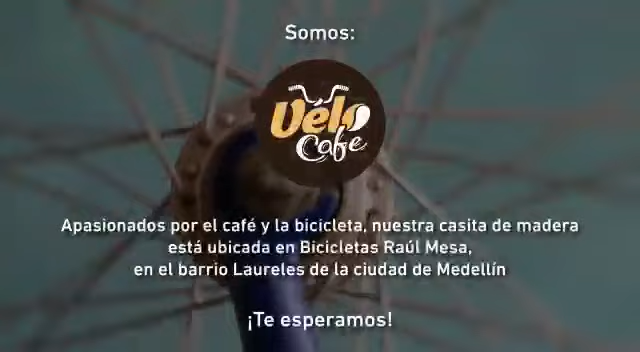 Somos:
Vélo
Cafe
Apasionados por el café y la bicicleta, nuestra casita de madera
está ubicada en Bicicletas Raúl Mesa,
en el barrio Laureles de la ciudad de Medellín
¡Te esperamos!